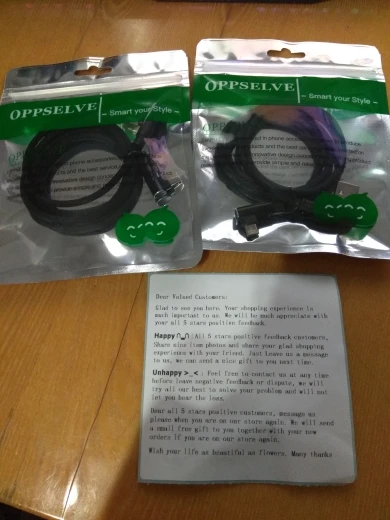 OPPSELVE
– Smart your Style –
OPPSELVE
– Smart your Style –
Dear Valued Customers:
Glad to see you here. Your shopping experience is
much important to us. We will be much appreciate with
your all 5 stars positive feedback.
Happy ∩_∩: All 5 stars positive feedback customers,
Share nice item photos and share your glad shopping
experience with your friend. Just leave us a message
to us, we can send a nice gift to you next time.
Unhappy >_< : Feel free to contact us at any time
before leave negative feedback or dispute, we will
try all our best to solve your problem and will not
let you bear the loss.
Hear all 5 stars positive customers, message us
please when you are on our store again. We will send
a small free gift to you together with your new
orders if you are on our store again.
Wish your life as beautiful as flowers. Many thanks